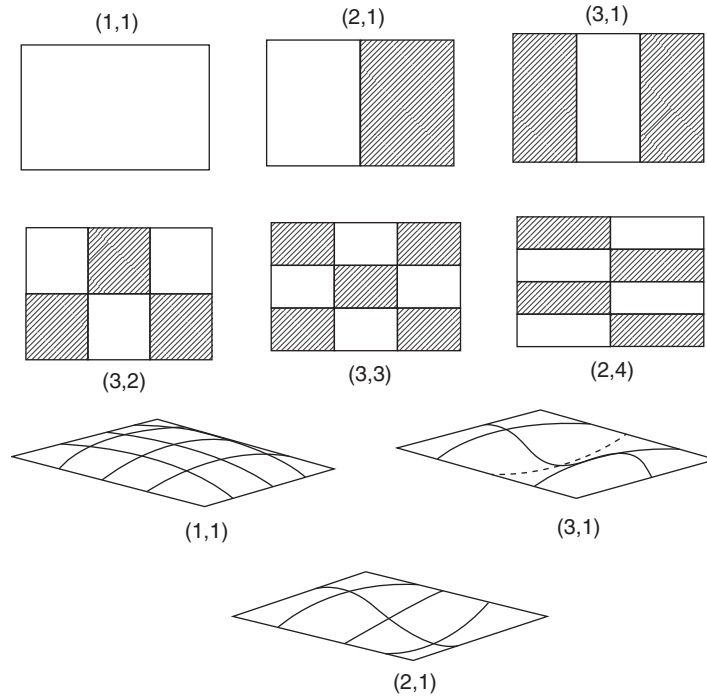 (1,1) (2,1) (3,1)
(3,2) (3,3) (2,4)
(1,1) (3,1)
(2,1)